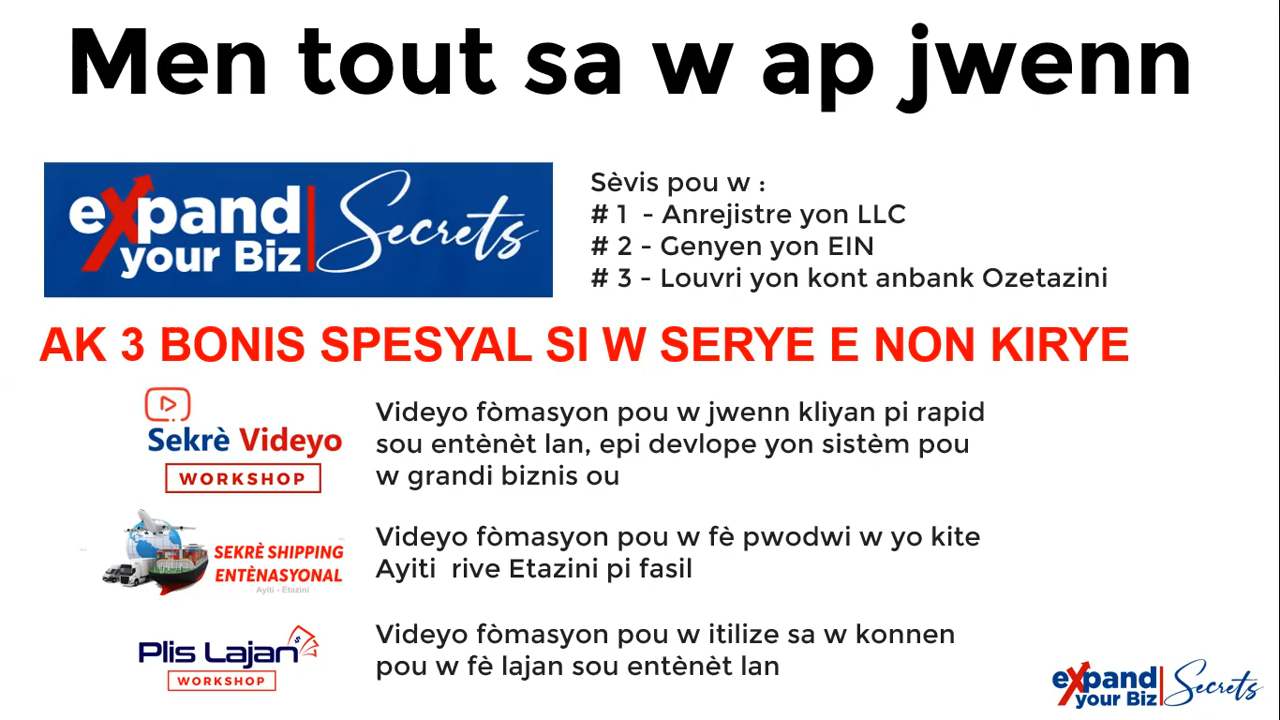 Men tout sa w ap jwenn
expand
your Biz
Secrets
Sèvis pou w :
# 1 - Anrejistre yon LLC
# 2 - Genyen yon EIN
# 3 - Louvri yon kont anbank Ozetazini
AK 3 BONIS SPESYAL SI W SERYE E NON KIRYE
Sekrè Videyo
WORKSHOP
Videyo fòmasyon pou w jwenn kliyan pi rapid
sou entènèt lan, epi devlope yon sistèm pou
w grandi biznis ou
SEKRÈ SHIPPING
ENTÈNASYONAL
Ayiti - Etazini
Videyo fòmasyon pou w fè pwodwi w yo kite
Ayiti rive Etazini pi fasil
Plis Lajan
WORKSHOP
Videyo fòmasyon pou w itilize sa w konnen
pou w fè lajan sou entènèt lan
expand
your Biz
Secrets